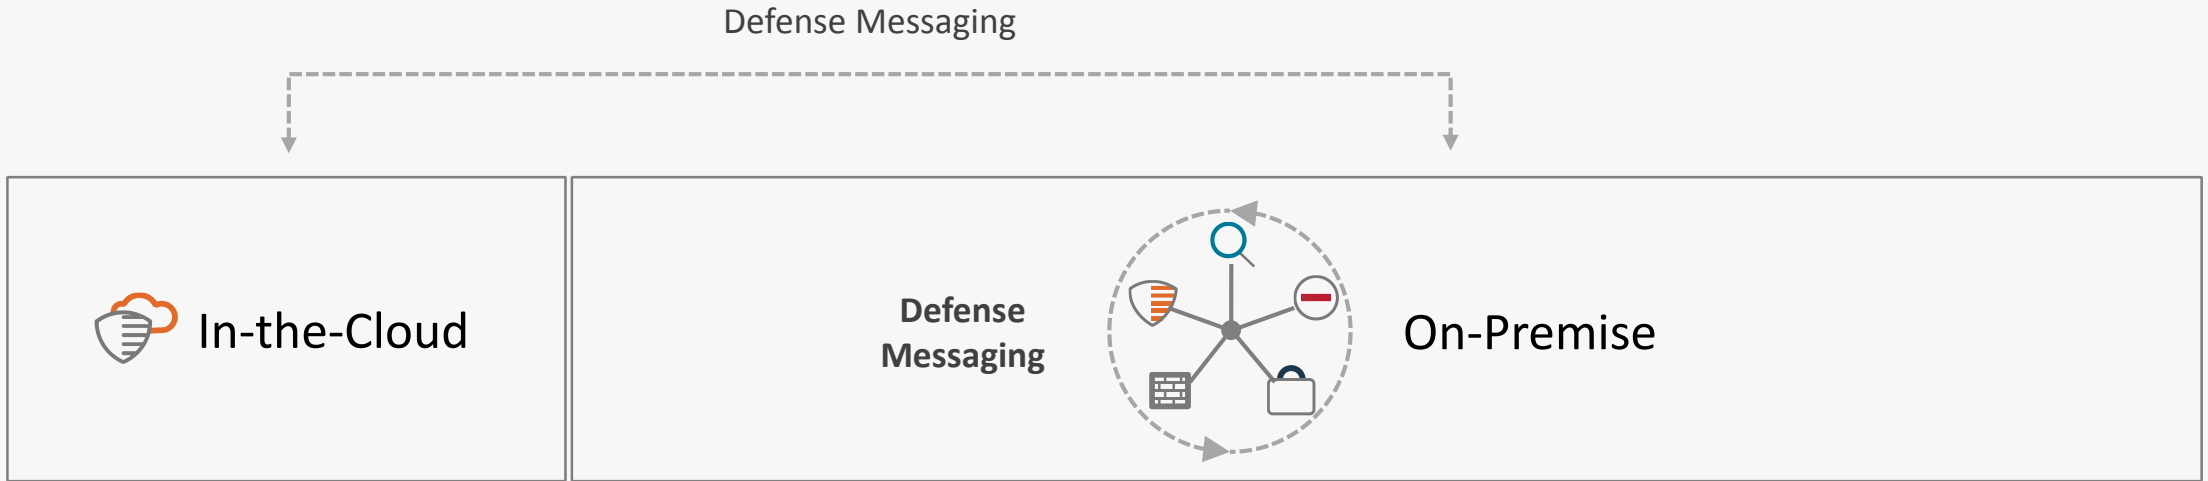 Defense Messaging
In-the-Cloud
Defense
Messaging
On-Premise